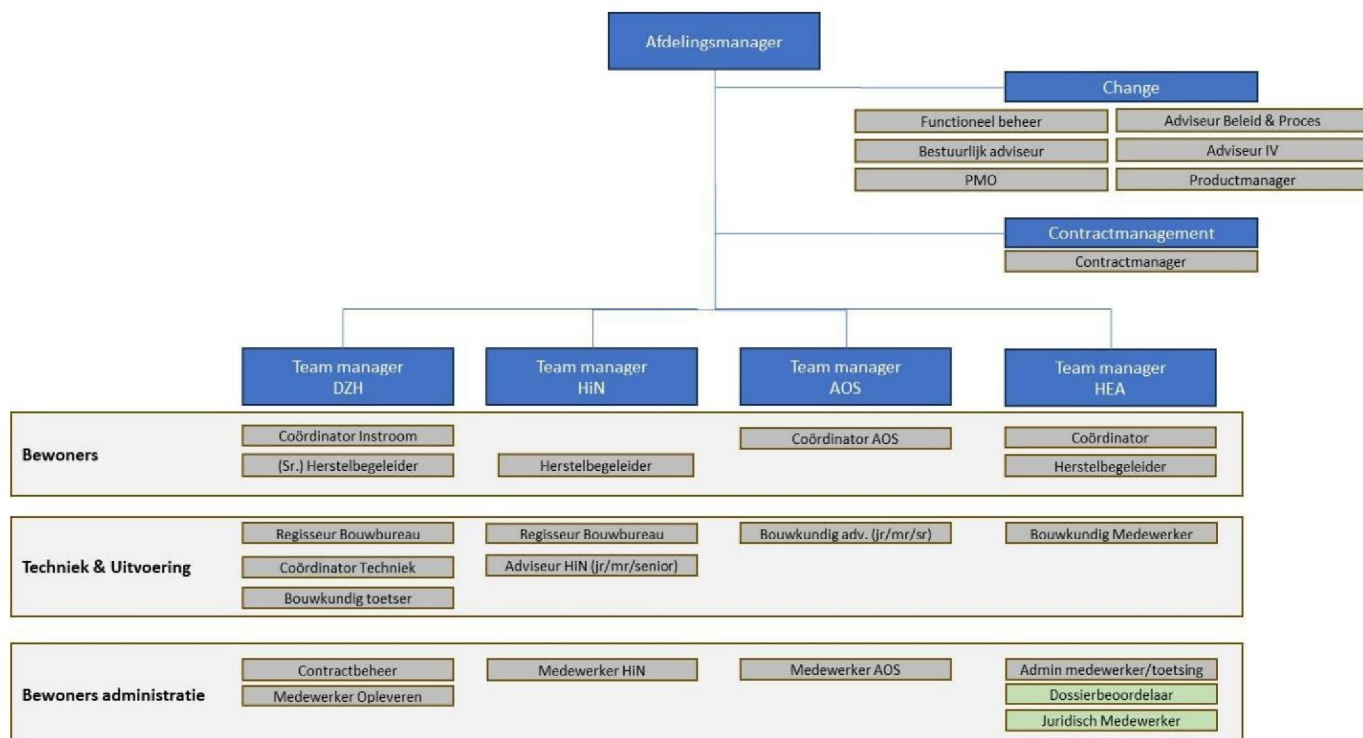 Afdelingsmanager
Change
Functioneel beheer
Adviseur Beleid & Proces
Bestuurlijk adviseur
Adviseur IV
PMO
Productmanager
Contractmanagement
Contractmanager
Team manager
DZH
Team manager
HiN
Team manager
AOS
Team manager
HEA
Bewoners
Coördinator Instroom
(Sr.) Herstelbegeleider
Herstelbegeleider
Coördinator AOS
Coördinator
Herstelbegeleider
Techniek & Uitvoering
Regisseur Bouwbureau
Coördinator Techniek
Bouwkundig toetser
Regisseur Bouwbureau
Adviseur HiN (jr/mr/senior)
Bouwkundig adv. (jr/mr/sr)
Bouwkundig Medewerker
Bewoners administratie
Contractbeheer
Medewerker Opleveren
Medewerker HiN
Medewerker AOS
Admin medewerker/toetsing
Dossierbeoordelaar
Juridisch Medewerker